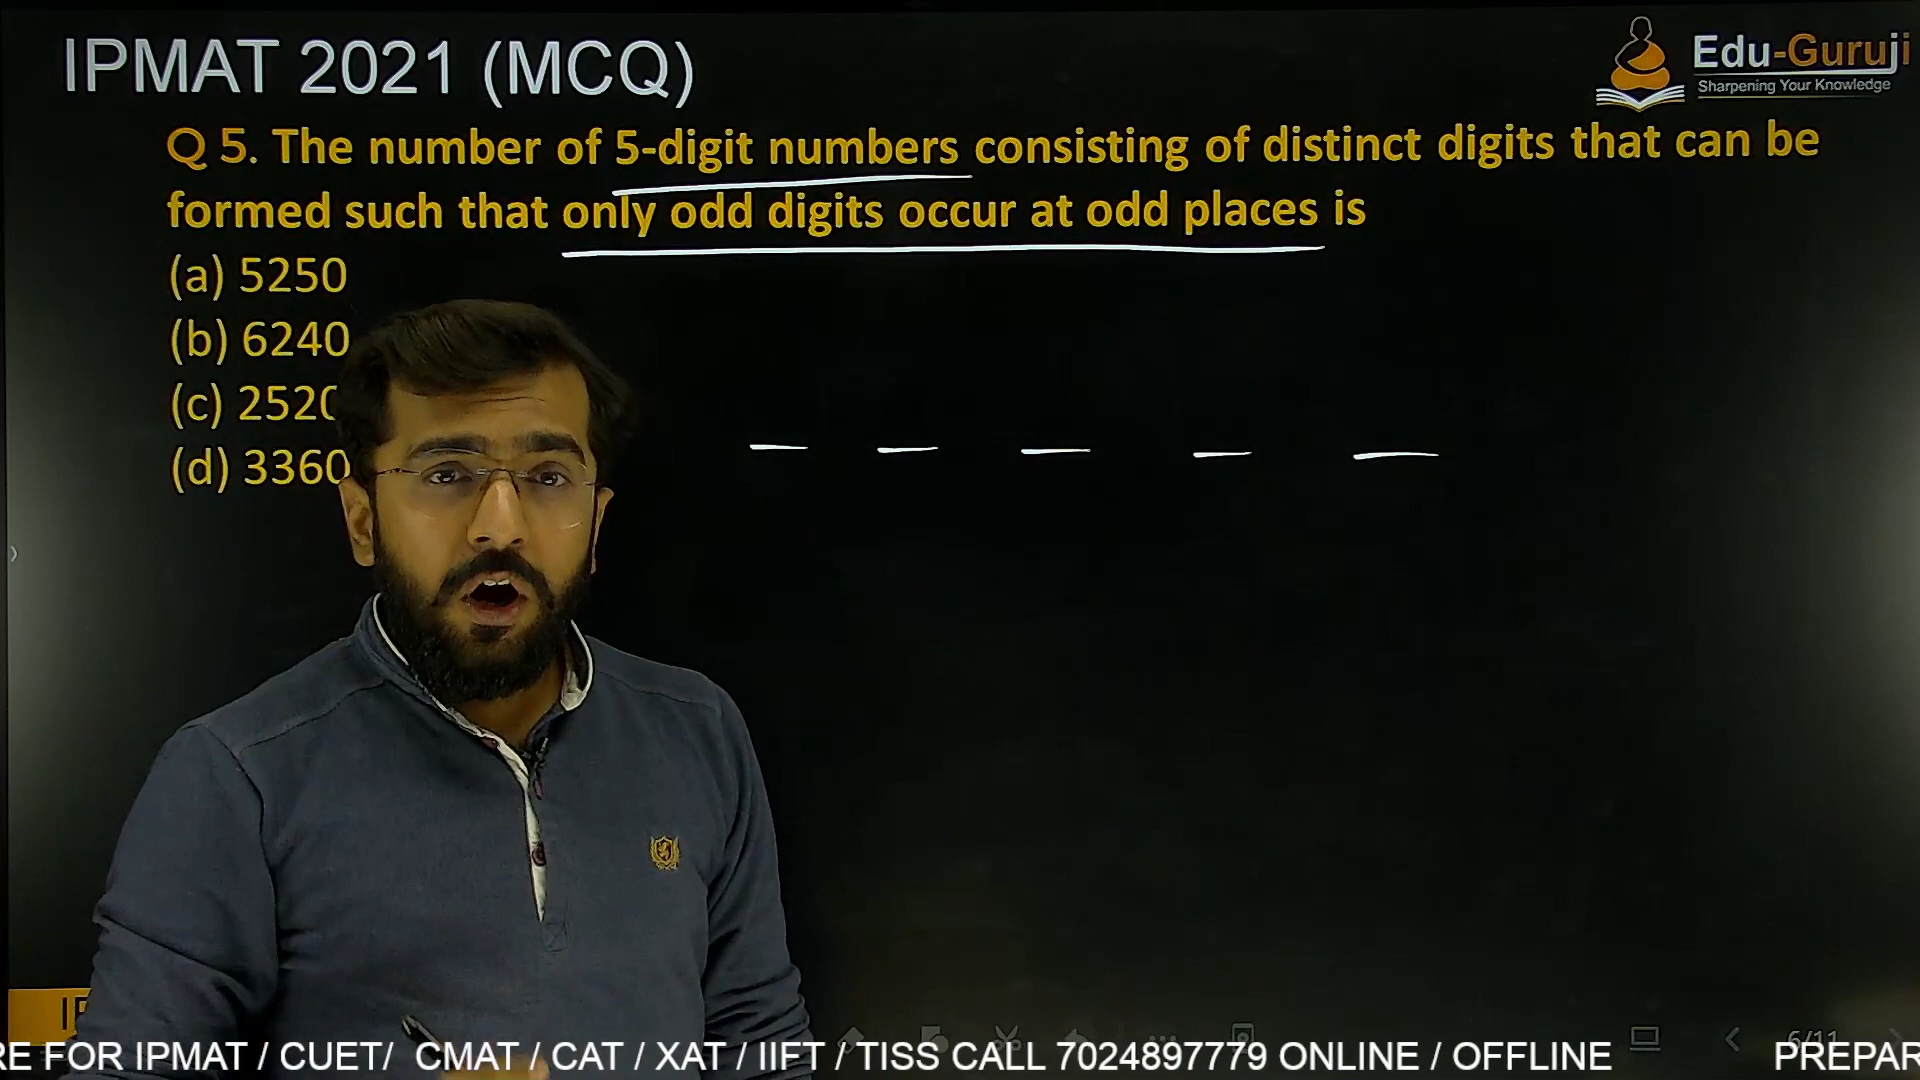 IPMAT 2021 (MCQ)
Edu-Guruji
Sharpening Your Knowledge
Q 5. The number of 5-digit numbers consisting of distinct digits that can be
formed such that only odd digits occur at odd places is
(a) 5250
(b) 6240
(c) 2520
(d) 3360
6/11
RE FOR IPMAT / CUET/ CMAT / CAT / XAT / IIFT / TISS CALL 7024897779 ONLINE / OFFLINE PREPAR